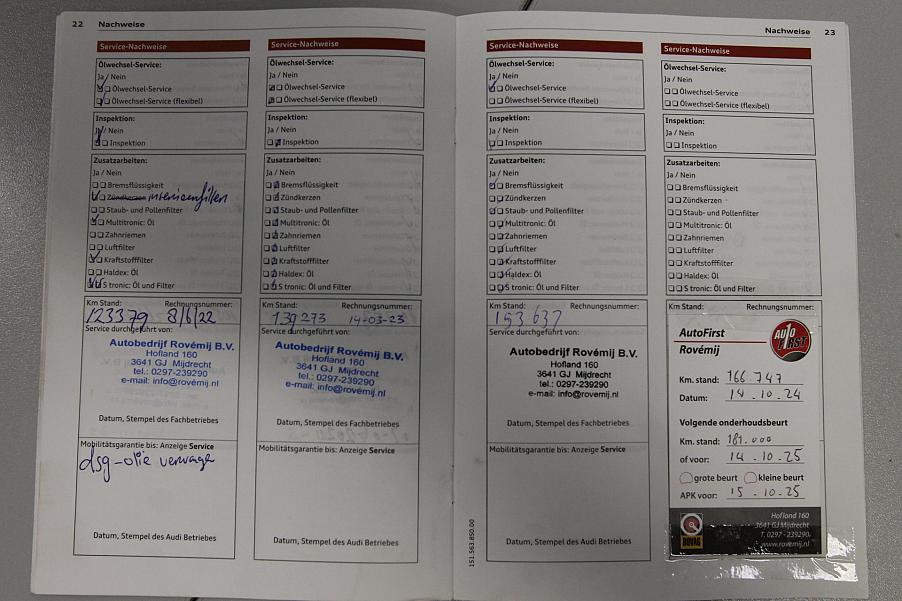 22 Nachweise
Service-Nachweise
Ölwechsel-Service:
Ja / Nein
Ölwechsel-Service
Ölwechsel-Service (flexibel)
Inspektion:
Ja / Nein
Inspektion
Zusatzarbeiten:
Ja / Nein
Bremsflüssigkeit
Zündkerzen interieurfilter
Staub- und Pollenfilter
Multitronic: Öl
Zahnriemen
Luftfilter
Kraftstofffilter
Haldex: Öl
S tronic: Öl und Filter
Km Stand: Rechnungsnummer:
123379 8/6/22
Service durchgeführt von:
Autobedrijf Rovémij B.V.
Hofland 160
3641 GJ Mijdrecht
tel.: 0297-239290
e-mail: info@rovemij.nl
Datum, Stempel des Fachbetriebes
Mobilitätsgarantie bis: Anzeige Service
dsg-olie vervangen
Datum, Stempel des Audi Betriebes
Service-Nachweise
Ölwechsel-Service:
Ja / Nein
Ölwechsel-Service
Ölwechsel-Service (flexibel)
Inspektion:
Ja / Nein
Inspektion
Zusatzarbeiten:
Ja / Nein
Bremsflüssigkeit
Zündkerzen
Staub- und Pollenfilter
Multitronic: Öl
Zahnriemen
Luftfilter
Kraftstofffilter
Haldex: Öl
S tronic: Öl und Filter
Km Stand: Rechnungsnummer:
139273 14-03-23
Service durchgeführt von:
Autobedrijf Rovémij B.V.
Hofland 160
3641 GJ Mijdrecht
tel.: 0297-239290
e-mail: info@rovemij.nl
Datum, Stempel des Fachbetriebes
Mobilitätsgarantie bis: Anzeige Service
Datum, Stempel des Audi Betriebes
Nachweise 23
Service-Nachweise
Ölwechsel-Service:
Ja / Nein
Ölwechsel-Service
Ölwechsel-Service (flexibel)
Inspektion:
Ja / Nein
Inspektion
Zusatzarbeiten:
Ja / Nein
Bremsflüssigkeit
Zündkerzen
Staub- und Pollenfilter
Multitronic: Öl
Zahnriemen
Luftfilter
Kraftstofffilter
Haldex: Öl
S tronic: Öl und Filter
Km Stand: Rechnungsnummer:
153637
Service durchgeführt von:
Autobedrijf Rovémij B.V.
Hofland 160
3641 GJ Mijdrecht
tel.: 0297-239290
e-mail: info@rovemij.nl
Datum, Stempel des Fachbetriebes
Mobilitätsgarantie bis: Anzeige Service
Datum, Stempel des Audi Betriebes
151.563.850.00
Service-Nachweise
Ölwechsel-Service:
Ja / Nein
Ölwechsel-Service
Ölwechsel-Service (flexibel)
Inspektion:
Ja / Nein
Inspektion
Zusatzarbeiten:
Ja / Nein
Bremsflüssigkeit
Zündkerzen
Staub- und Pollenfilter
Multitronic: Öl
Zahnriemen
Luftfilter
Kraftstofffilter
Haldex: Öl
S tronic: Öl und Filter
Km Stand: Rechnungsnummer:
AutoFirst
Rovémij
AUTO FIRST
Km. stand: 166.747
Datum: 14.10.24
Volgende onderhoudsbeurt
Km. stand: 181.000
of voor: 14.10.25
grote beurt kleine beurt
APK voor: 15.10.25
BOVAG
Hofland 160
3641 GJ Mijdrecht
T. 0297-239290
www.rovemij.nl